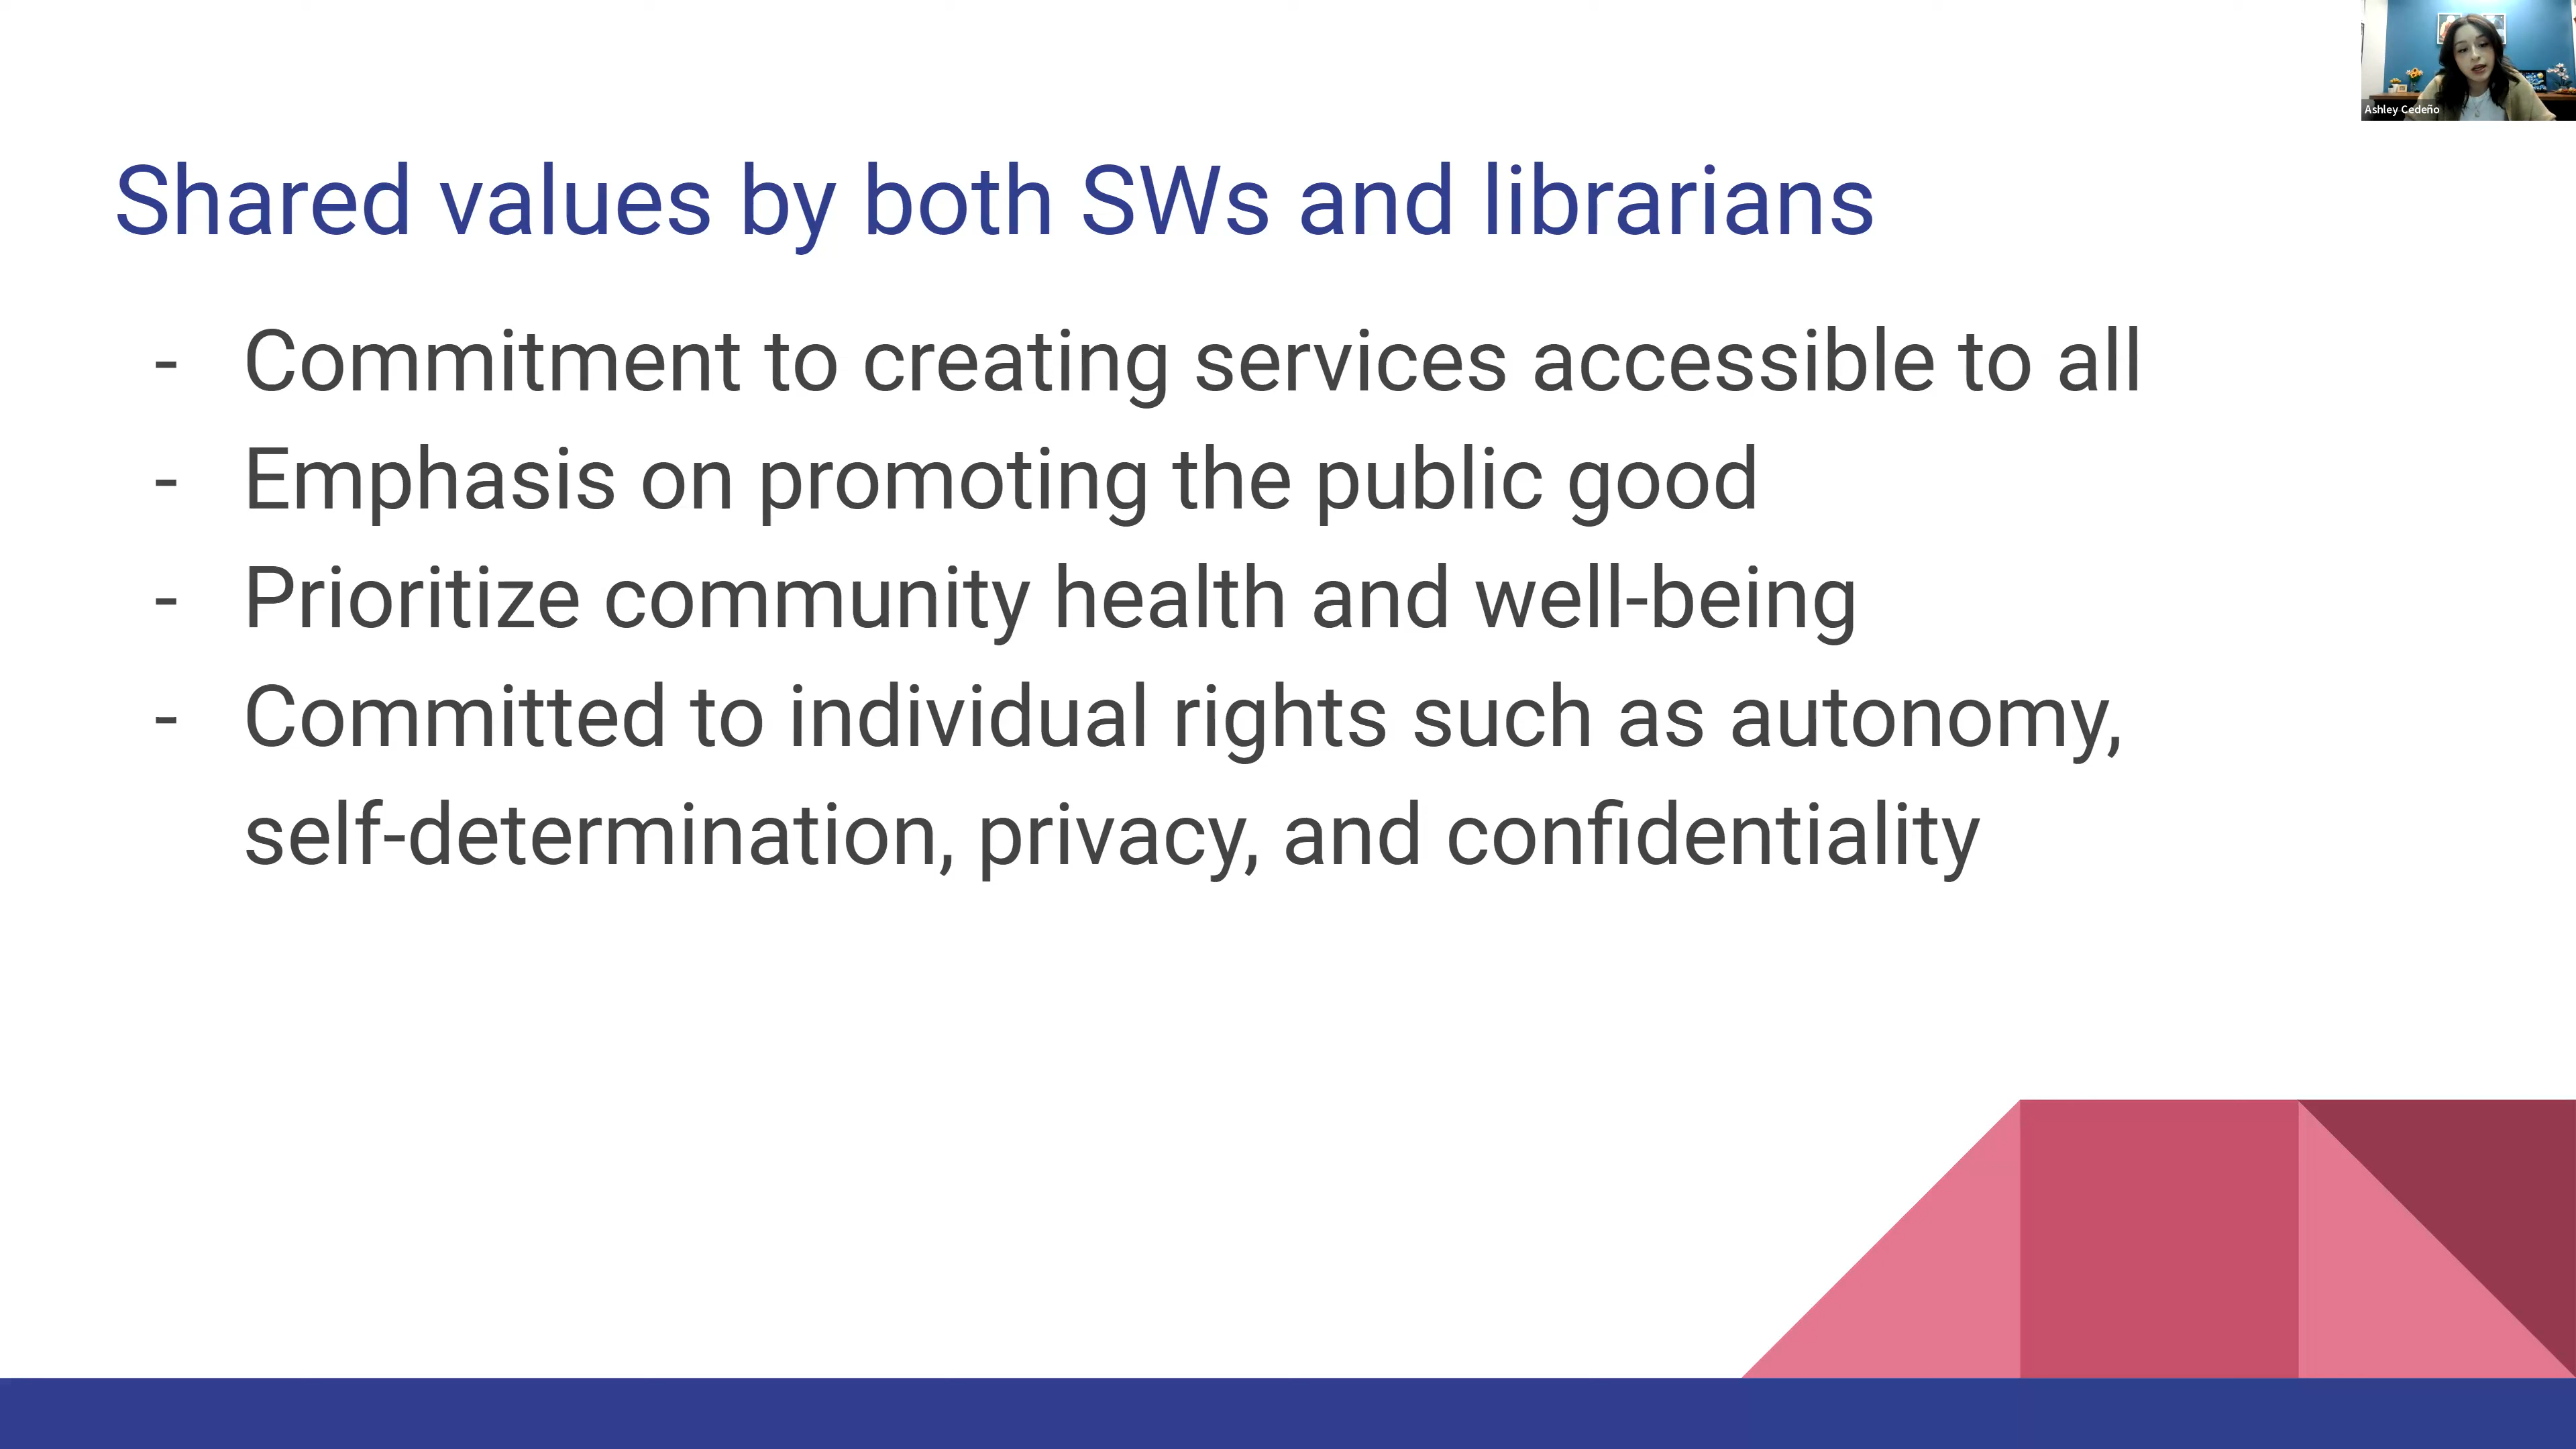 Ashley Cedeño
Shared values by both SWs and librarians
- Commitment to creating services accessible to all
- Emphasis on promoting the public good
- Prioritize community health and well-being
- Committed to individual rights such as autonomy,
self-determination, privacy, and confidentiality